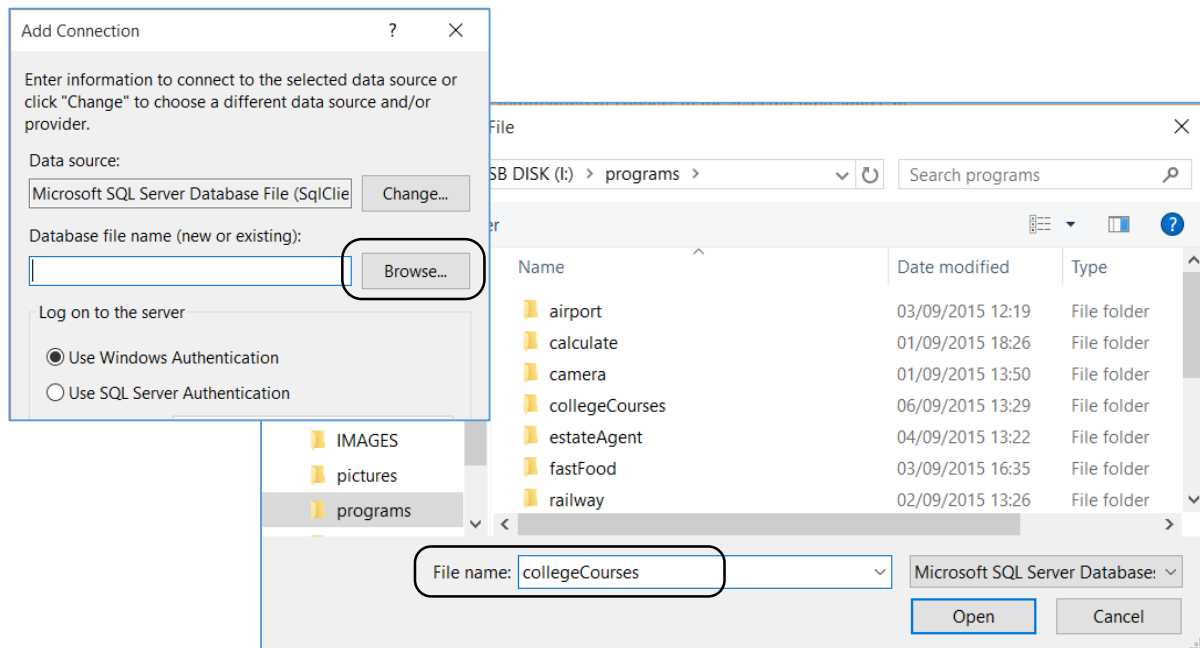 Add Connection ?
Enter information to connect to the selected data source or
click "Change" to choose a different data source and/or
provider.
Data source:
Microsoft SQL Server Database File (SqlClie Change...
Database file name (new or existing):
Browse...
Log on to the server
Use Windows Authentication
Use SQL Server Authentication
File
SB DISK (I:) > programs > Search programs
er ?
Name Date modified Type
airport 03/09/2015 12:19 File folder
calculate 01/09/2015 18:26 File folder
camera 01/09/2015 13:50 File folder
collegeCourses 06/09/2015 13:29 File folder
estateAgent 04/09/2015 13:22 File folder
fastFood 03/09/2015 16:35 File folder
railway 02/09/2015 13:26 File folder
IMAGES
pictures
programs
File name: collegeCourses Microsoft SQL Server Databases
Open Cancel